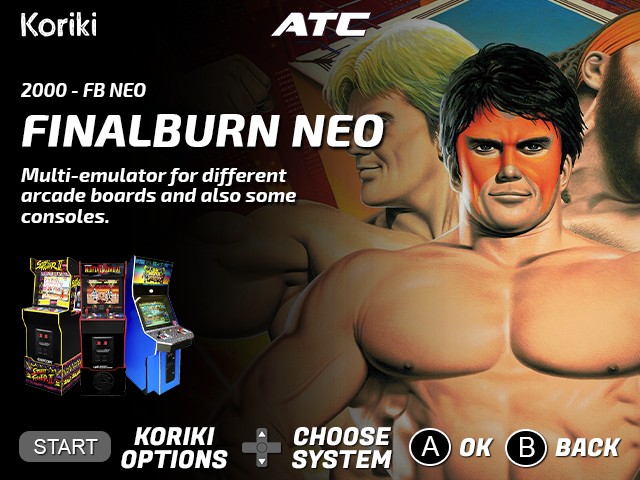 Koriki
ATC
2000 - FB NEO
FINALBURN NEO
Multi-emulator for different
arcade boards and also some
consoles.
START
KORIKI
OPTIONS
CHOOSE
SYSTEM
A
OK
B
BACK